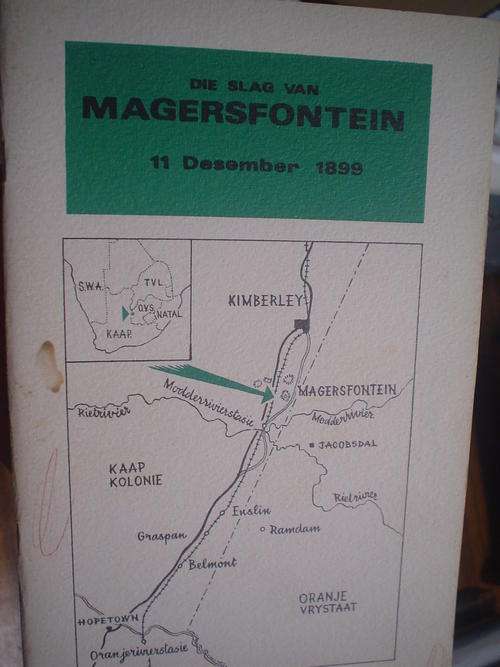 DIE SLAG VAN
MAGERSFONTEIN
11 Desember 1899
S.W.A.
TVL
O.V.S.
NATAL
KAAP
KIMBERLEY
MAGERSFONTEIN
Modderrivierstasie
Modderrivier
Rietrivier
JACOBSDAL
KAAP
KOLONIE
Rietrivier
Enslin
Graspan
Ramdam
Belmont
ORANJE
VRYSTAAT
HOPETOWN
Oranjerivierstasie